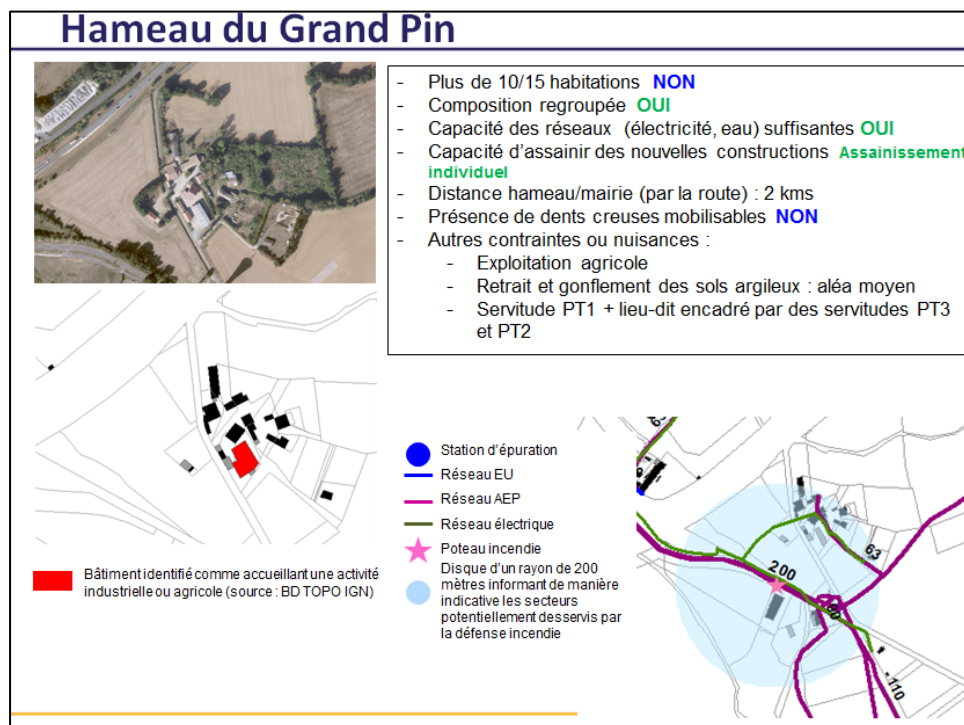 Hameau du Grand Pin
- Plus de 10/15 habitations NON
- Composition regroupée OUI
- Capacité des réseaux (électricité, eau) suffisantes OUI
- Capacité d'assainir des nouvelles constructions Assainissement
individuel
- Distance hameau/mairie (par la route) : 2 kms
- Présence de dents creuses mobilisables NON
- Autres contraintes ou nuisances :
- Exploitation agricole
- Retrait et gonflement des sols argileux : aléa moyen
- Servitude PT1 + lieu-dit encadré par des servitudes PT3
et PT2
Station d'épuration
Réseau EU
Réseau AEP
Réseau électrique
Poteau incendie
Disque d'un rayon de 200
mètres informant de manière
indicative les secteurs
potentiellement desservis par
la défense incendie
Bâtiment identifié comme accueillant une activité
industrielle ou agricole (source : BD TOPO IGN)
63
200
110